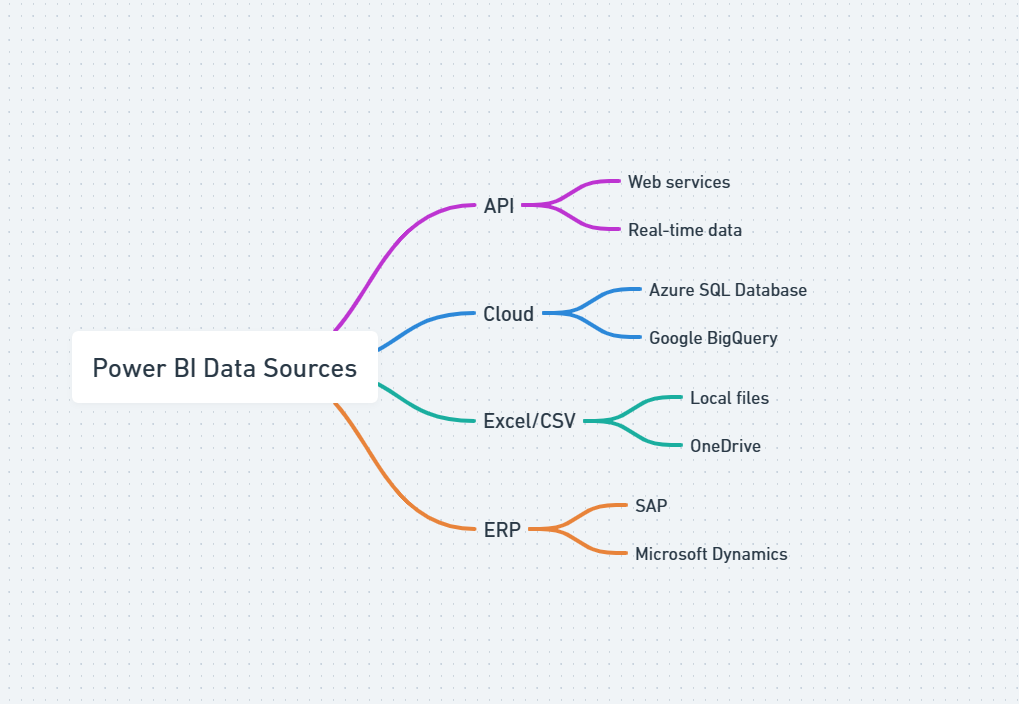 Power BI Data Sources
API
Web services
Real-time data
Cloud
Azure SQL Database
Google BigQuery
Excel/CSV
Local files
OneDrive
ERP
SAP
Microsoft Dynamics